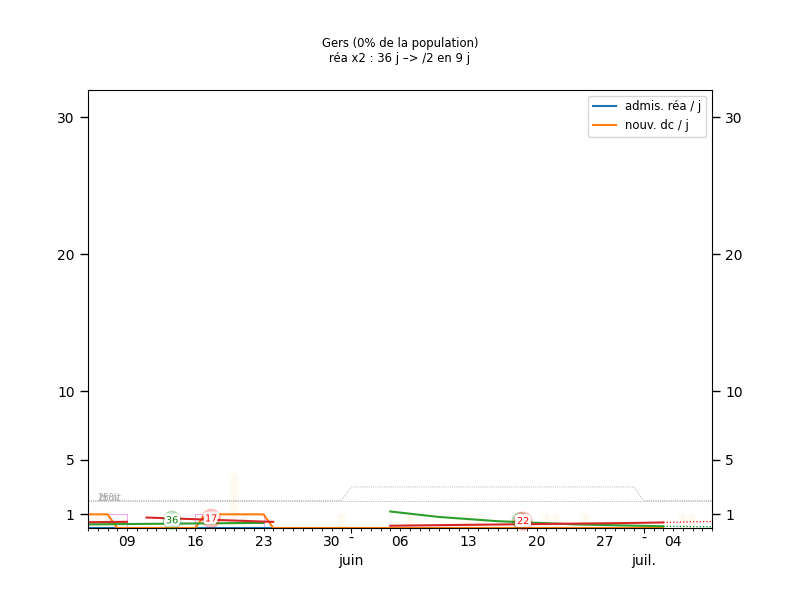 Gers (0% de la population)
réa x2 : 36 j –> /2 en 9 j
admis. réa / j
nouv. dc / j
30 30
20 20
10 10
5 5
1 1
36 17 22
09 16 23 30 - 06 13 20 27 - 04
juin juil.